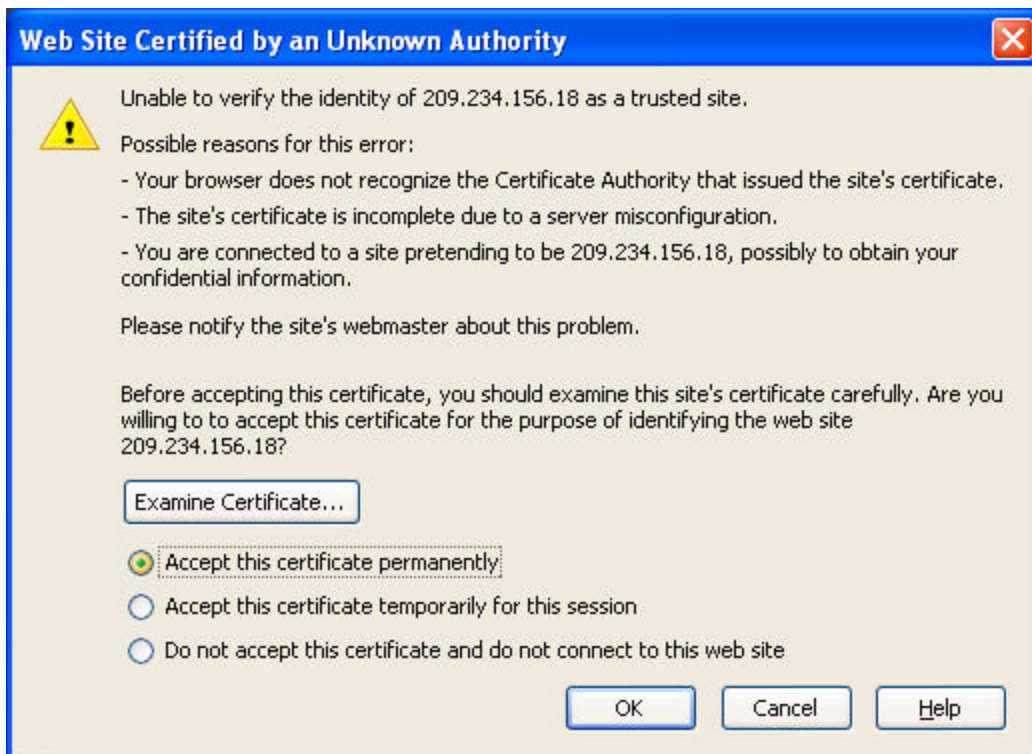 Web Site Certified by an Unknown Authority
Unable to verify the identity of 209.234.156.18 as a trusted site.
Possible reasons for this error:
- Your browser does not recognize the Certificate Authority that issued the site's certificate.
- The site's certificate is incomplete due to a server misconfiguration.
- You are connected to a site pretending to be 209.234.156.18, possibly to obtain your
confidential information.
Please notify the site's webmaster about this problem.
Before accepting this certificate, you should examine this site's certificate carefully. Are you
willing to to accept this certificate for the purpose of identifying the web site
209.234.156.18?
Examine Certificate...
Accept this certificate permanently
Accept this certificate temporarily for this session
Do not accept this certificate and do not connect to this web site
OK Cancel Help